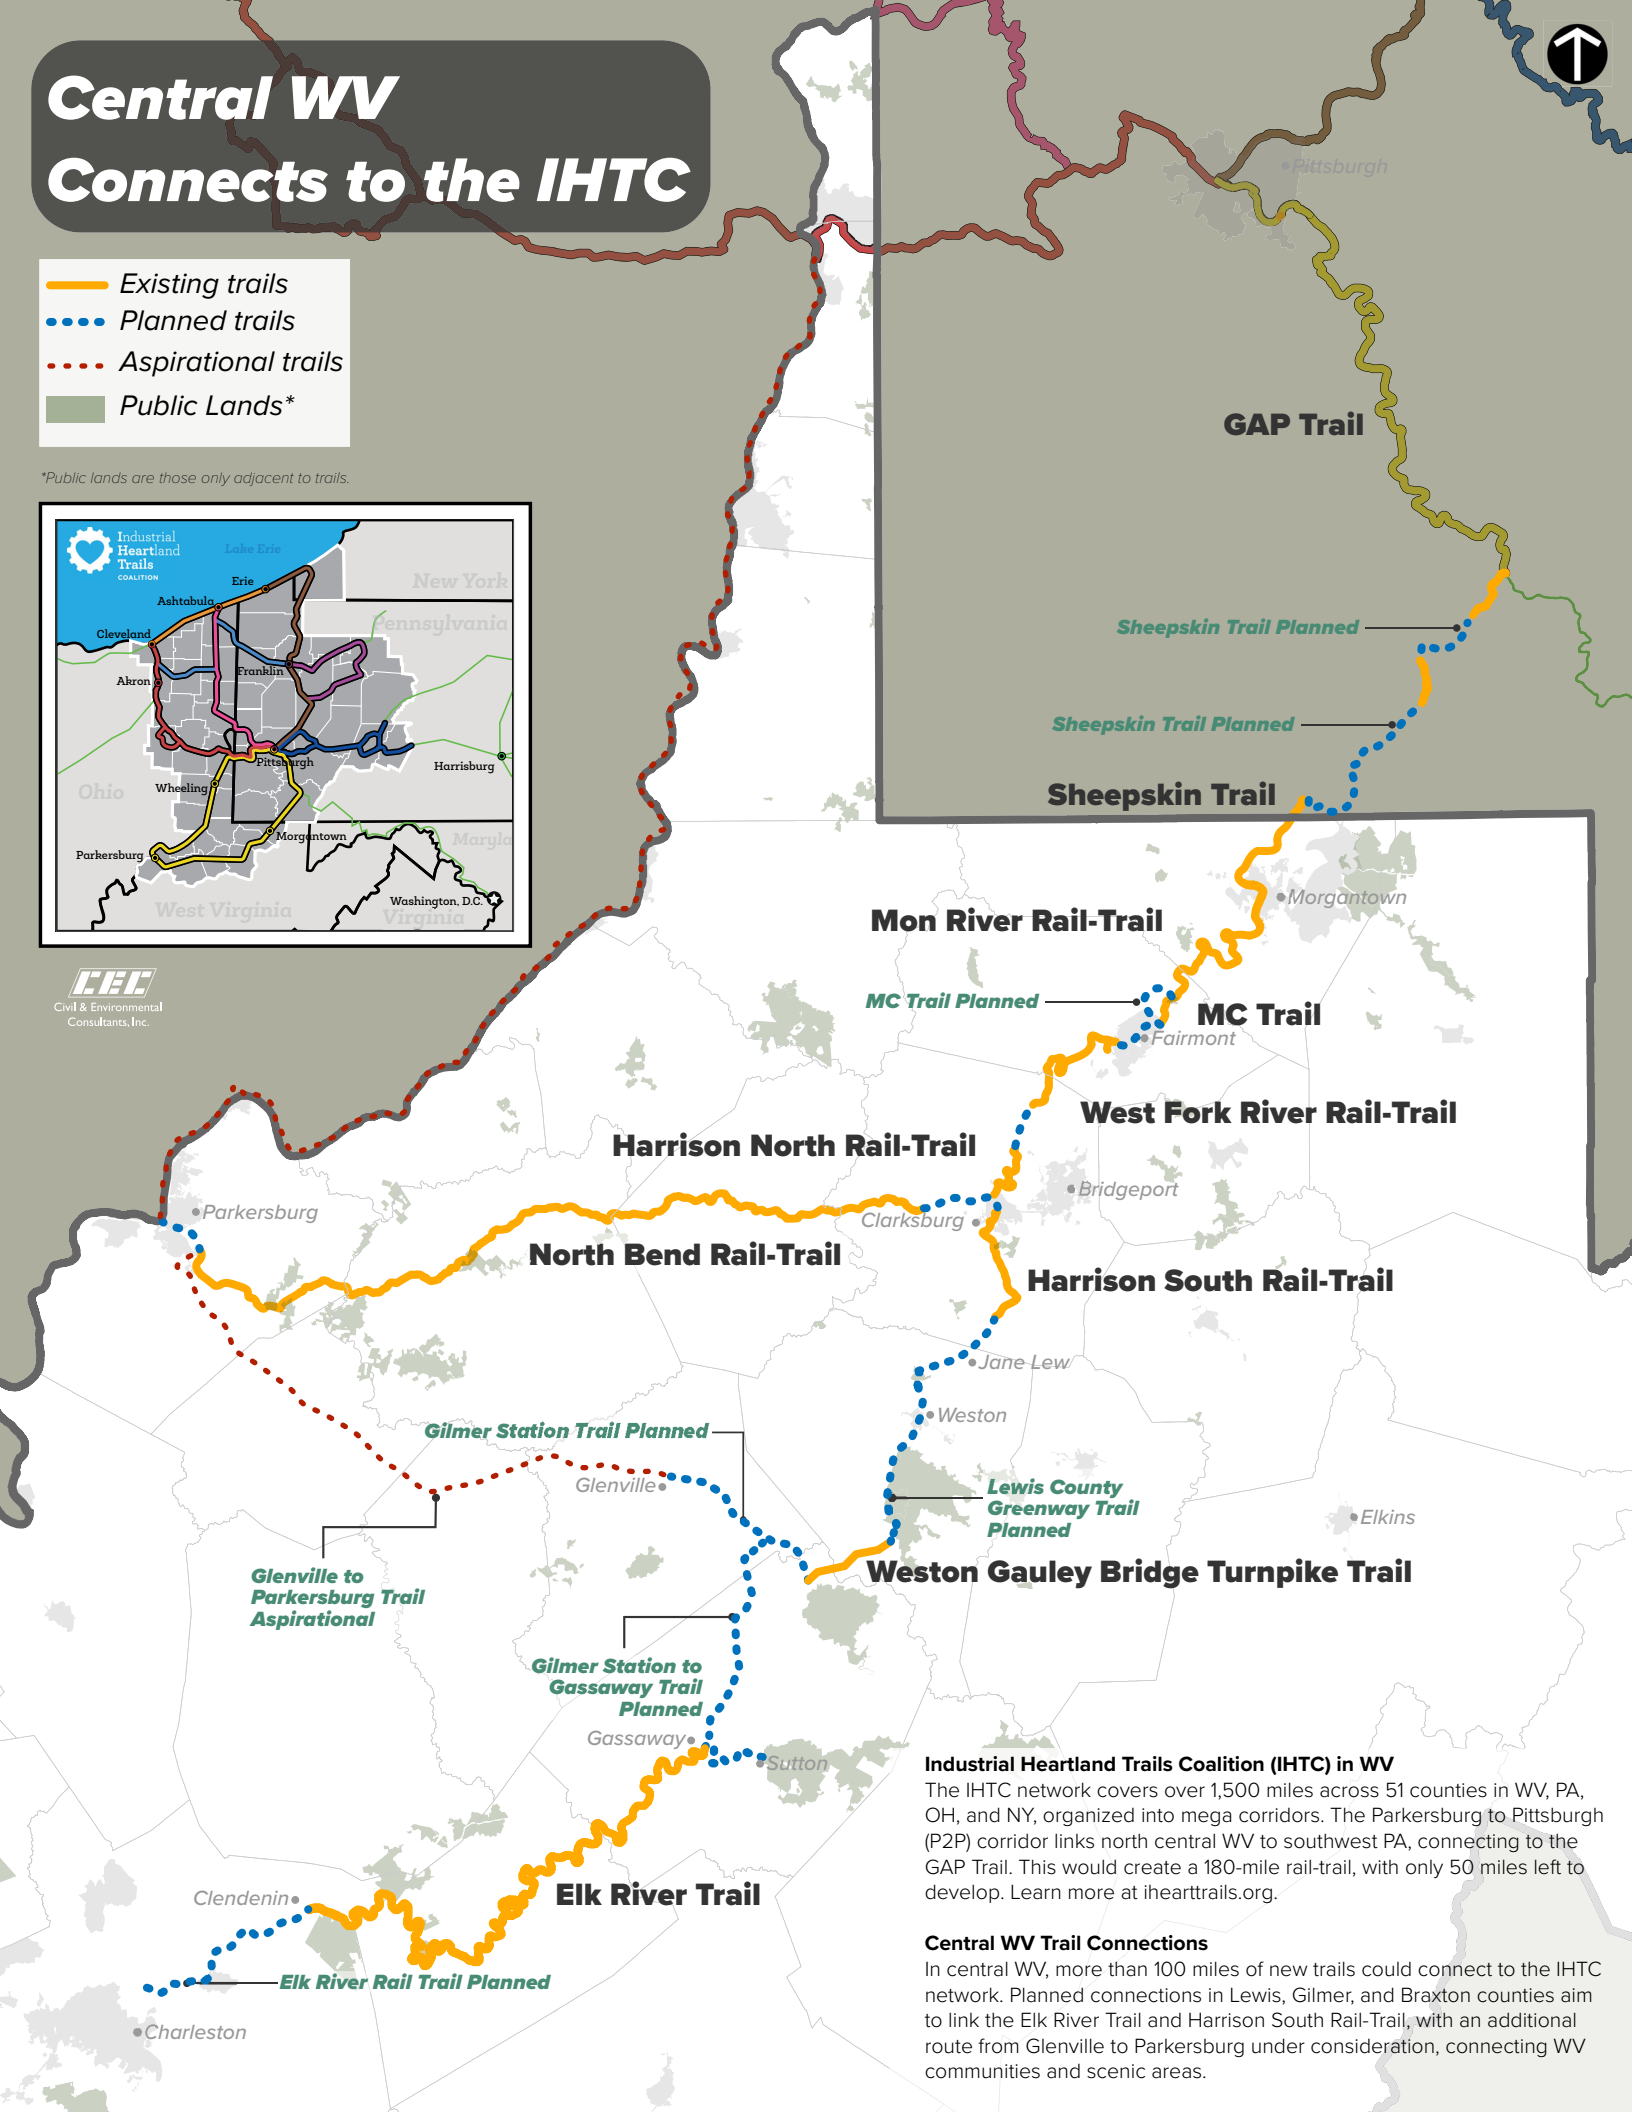 Central WV
Connects to the IHTC
Existing trails
Planned trails
Aspirational trails
Public Lands*
*Public lands are those only adjacent to trails.
Industrial
Heartland
Trails
COALITION
Lake Erie
Erie
New York
Ashtabula
Pennsylvania
Cleveland
Franklin
Akron
Pittsburgh
Harrisburg
Ohio
Wheeling
Morgantown
Maryla
Parkersburg
Washington, D.C.
West Virginia
Virginia
CEC
Civil & Environmental
Consultants, Inc.
Pittsburgh
GAP Trail
Sheepskin Trail Planned
Sheepskin Trail Planned
Sheepskin Trail
Morgantown
Mon River Rail-Trail
MC Trail Planned
MC Trail
Fairmont
West Fork River Rail-Trail
Harrison North Rail-Trail
Bridgeport
Parkersburg
Clarksburg
North Bend Rail-Trail
Harrison South Rail-Trail
Jane Lew
Weston
Gilmer Station Trail Planned
Glenville
Lewis County
Greenway Trail
Planned
Elkins
Glenville to
Parkersburg Trail
Aspirational
Weston Gauley Bridge Turnpike Trail
Gilmer Station to
Gassaway Trail
Planned
Gassaway
Sutton
Elk River Trail
Clendenin
Elk River Rail Trail Planned
Charleston
Industrial Heartland Trails Coalition (IHTC) in WV
The IHTC network covers over 1,500 miles across 51 counties in WV, PA,
OH, and NY, organized into mega corridors. The Parkersburg to Pittsburgh
(P2P) corridor links north central WV to southwest PA, connecting to the
GAP Trail. This would create a 180-mile rail-trail, with only 50 miles left to
develop. Learn more at ihearttrails.org.
Central WV Trail Connections
In central WV, more than 100 miles of new trails could connect to the IHTC
network. Planned connections in Lewis, Gilmer, and Braxton counties aim
to link the Elk River Trail and Harrison South Rail-Trail, with an additional
route from Glenville to Parkersburg under consideration, connecting WV
communities and scenic areas.